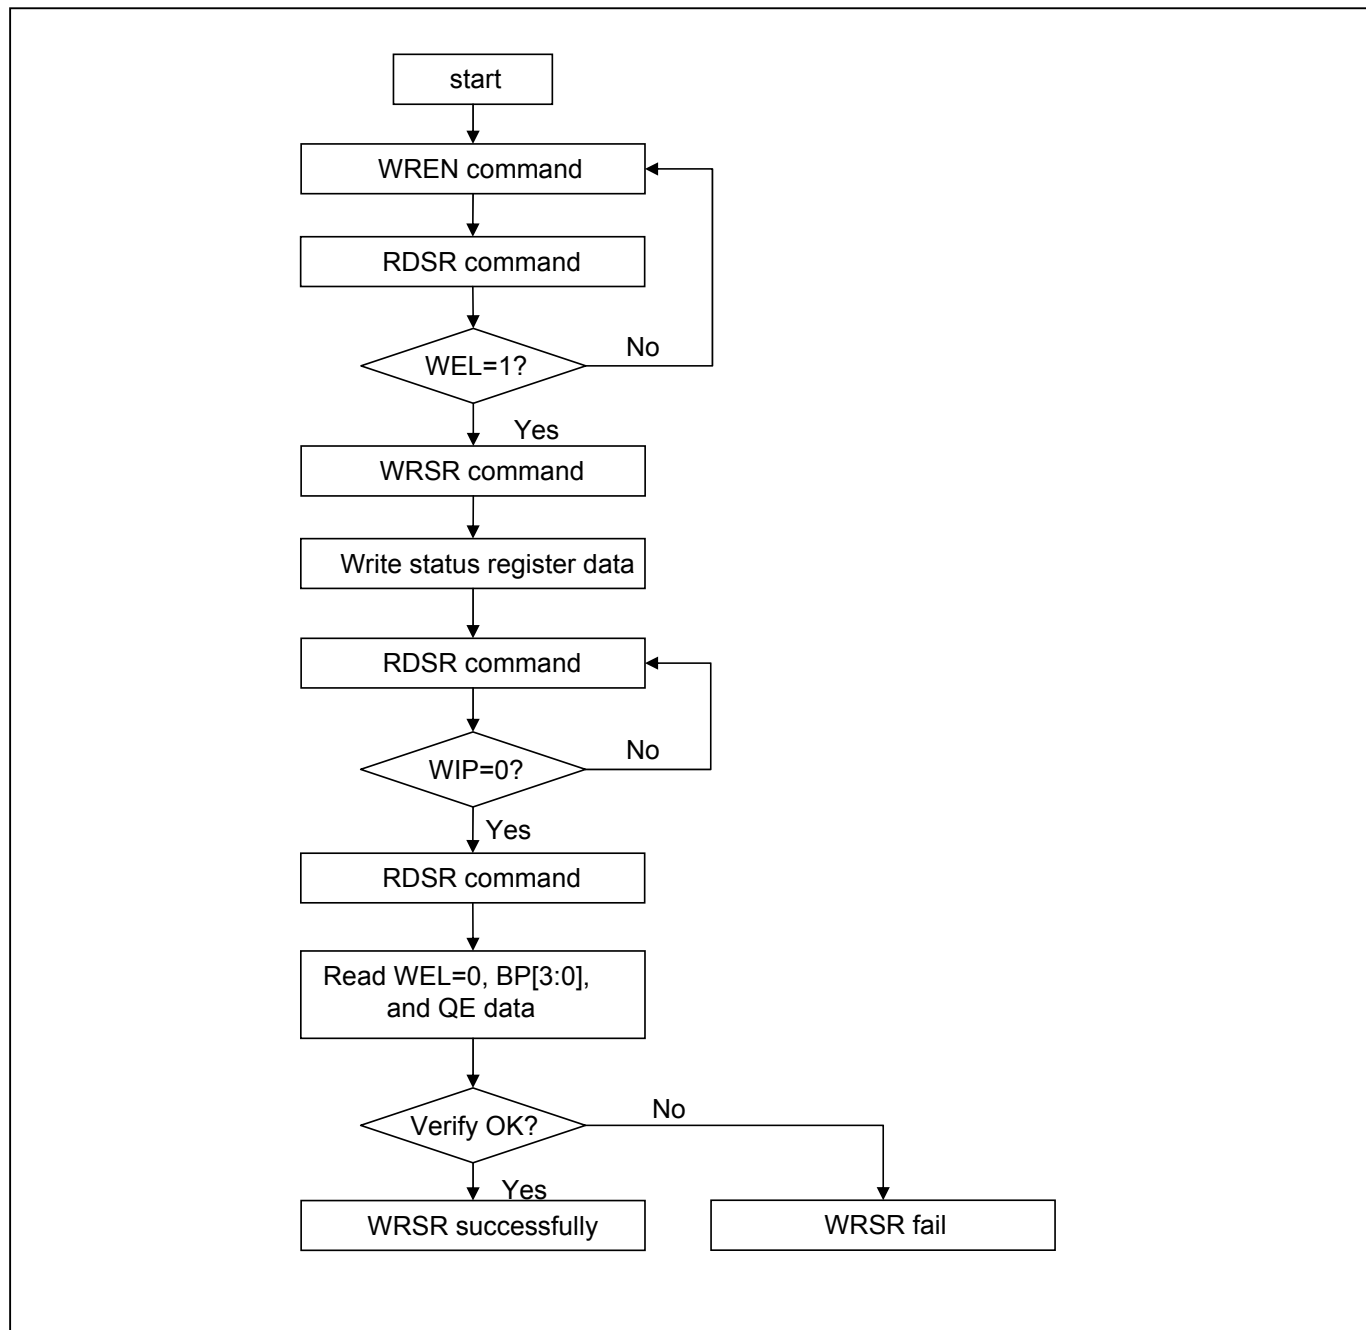 start
WREN command
RDSR command
WEL=1?
No
Yes
WRSR command
Write status register data
RDSR command
WIP=0?
No
Yes
RDSR command
Read WEL=0, BP[3:0],
and QE data
Verify OK?
No
Yes
WRSR successfully
WRSR fail